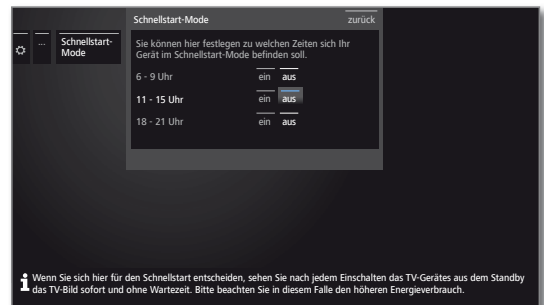 Schnellstart-Mode zurück
... Schnellstart-
Mode
Sie können hier festlegen zu welchen Zeiten sich Ihr
Gerät im Schnellstart-Mode befinden soll.
6 - 9 Uhr ein aus
11 - 15 Uhr ein aus
18 - 21 Uhr ein aus
Wenn Sie sich hier für den Schnellstart entscheiden, sehen Sie nach jedem Einschalten das TV-Gerätes aus dem Standby
das TV-Bild sofort und ohne Wartezeit. Bitte beachten Sie in diesem Falle den höheren Energieverbrauch.